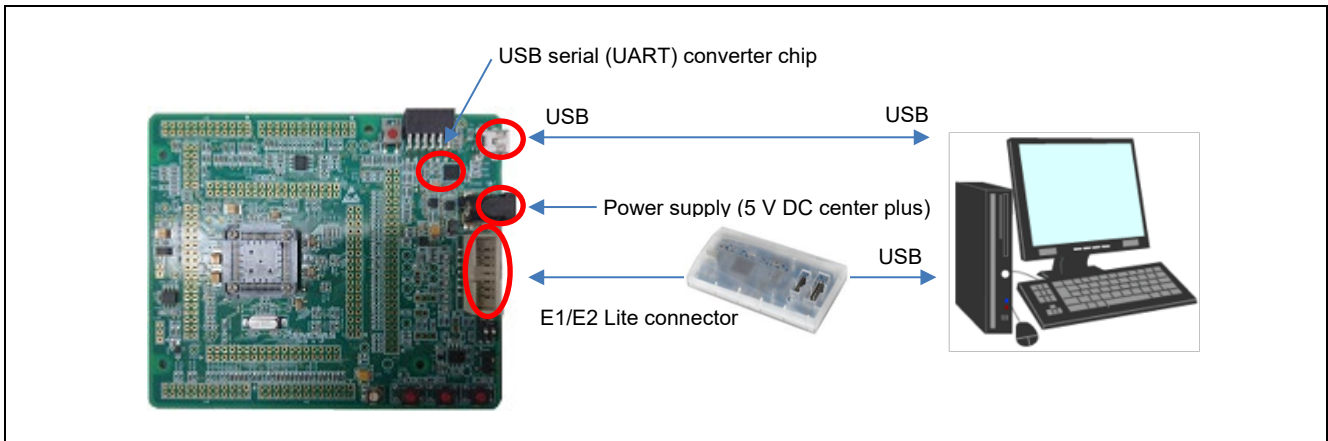 USB serial (UART) converter chip
USB
USB
Power supply (5 V DC center plus)
USB
E1/E2 Lite connector